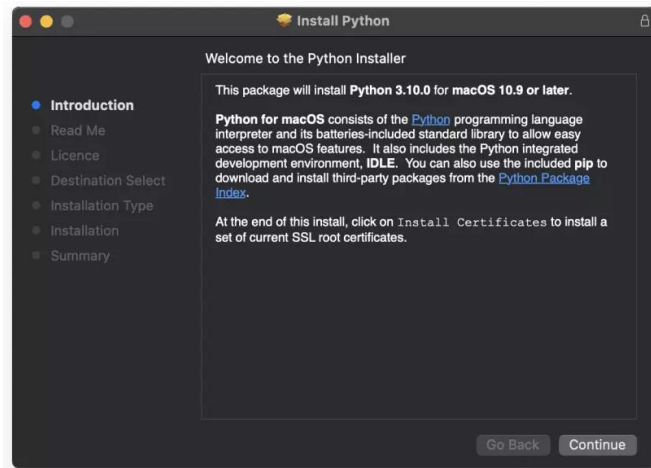 Install Python
Welcome to the Python Installer
Introduction
Read Me
Licence
Destination Select
Installation Type
Installation
Summary
This package will install Python 3.10.0 for macOS 10.9 or later.
Python for macOS consists of the Python programming language
interpreter and its batteries-included standard library to allow easy
access to macOS features. It also includes the Python integrated
development environment, IDLE. You can also use the included pip to
download and install third-party packages from the Python Package
Index.
At the end of this install, click on Install Certificates to install a
set of current SSL root certificates.
Go Back
Continue